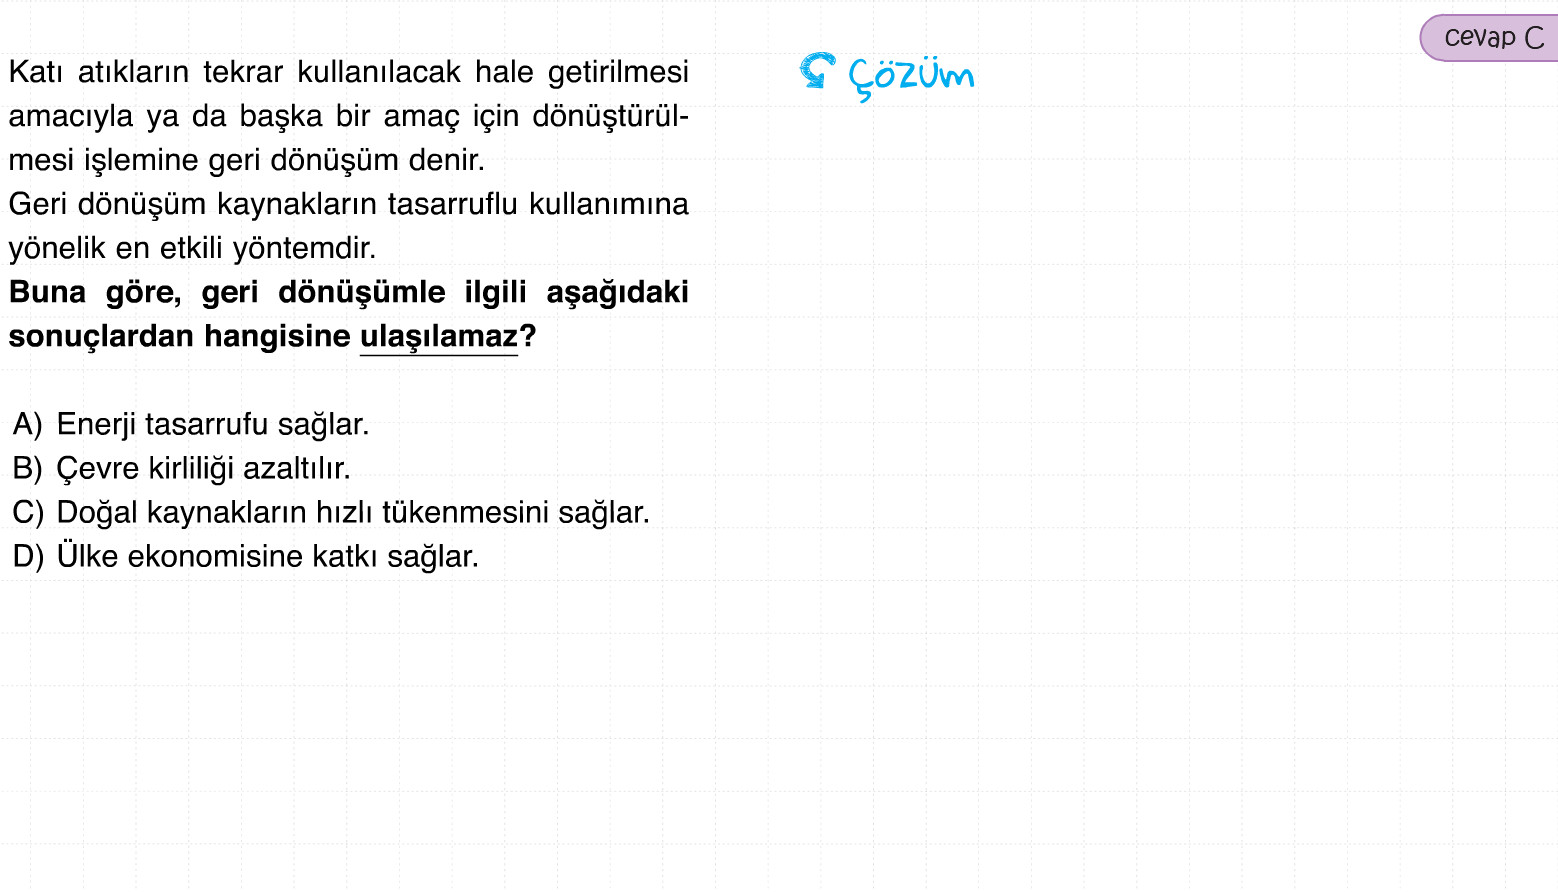 cevap C
Katı atıkların tekrar kullanılacak hale getirilmesi
amacıyla ya da başka bir amaç için dönüştürül-
mesi işlemine geri dönüşüm denir.
Geri dönüşüm kaynakların tasarruflu kullanımına
yönelik en etkili yöntemdir.
Buna göre, geri dönüşümle ilgili aşağıdaki
sonuçlardan hangisine ulaşılamaz?
A) Enerji tasarrufu sağlar.
B) Çevre kirliliği azaltılır.
C) Doğal kaynakların hızlı tükenmesini sağlar.
D) Ülke ekonomisine katkı sağlar.
Çözüm